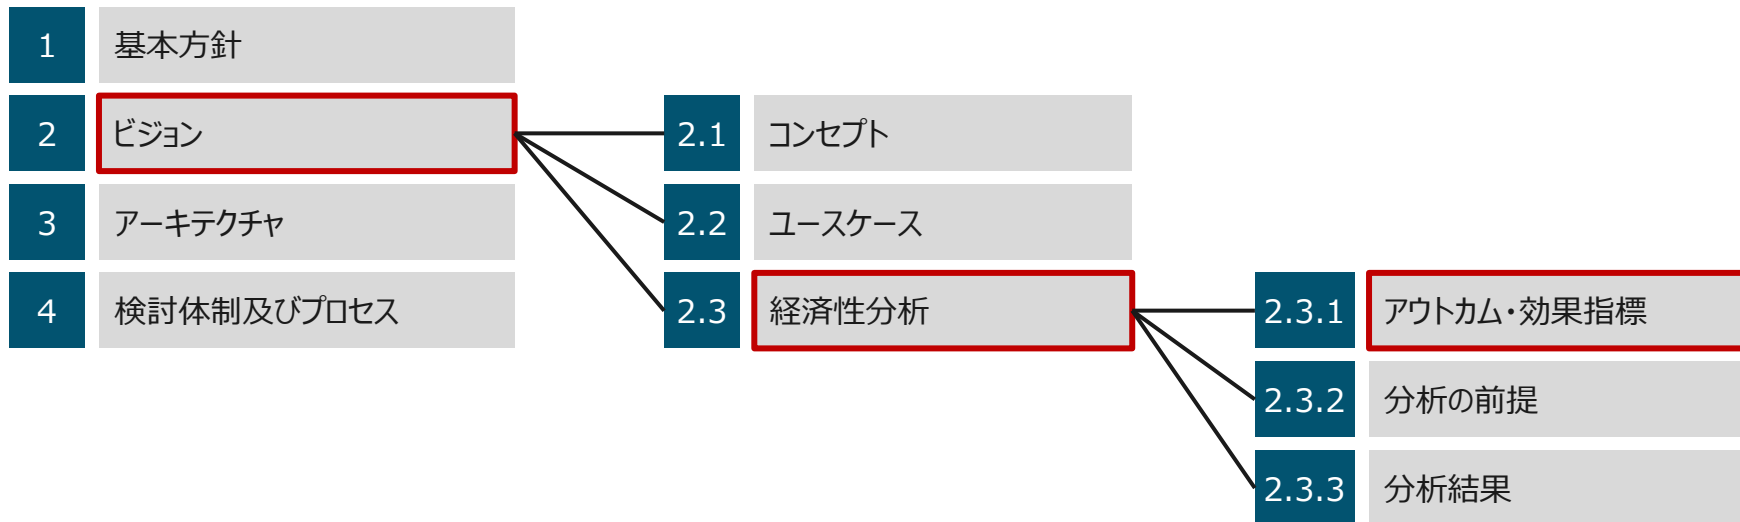 1 基本方針
2 ビジョン
2.1 コンセプト
3 アーキテクチャ
2.2 ユースケース
4 検討体制及びプロセス
2.3 経済性分析
2.3.1 アウトカム・効果指標
2.3.2 分析の前提
2.3.3 分析結果